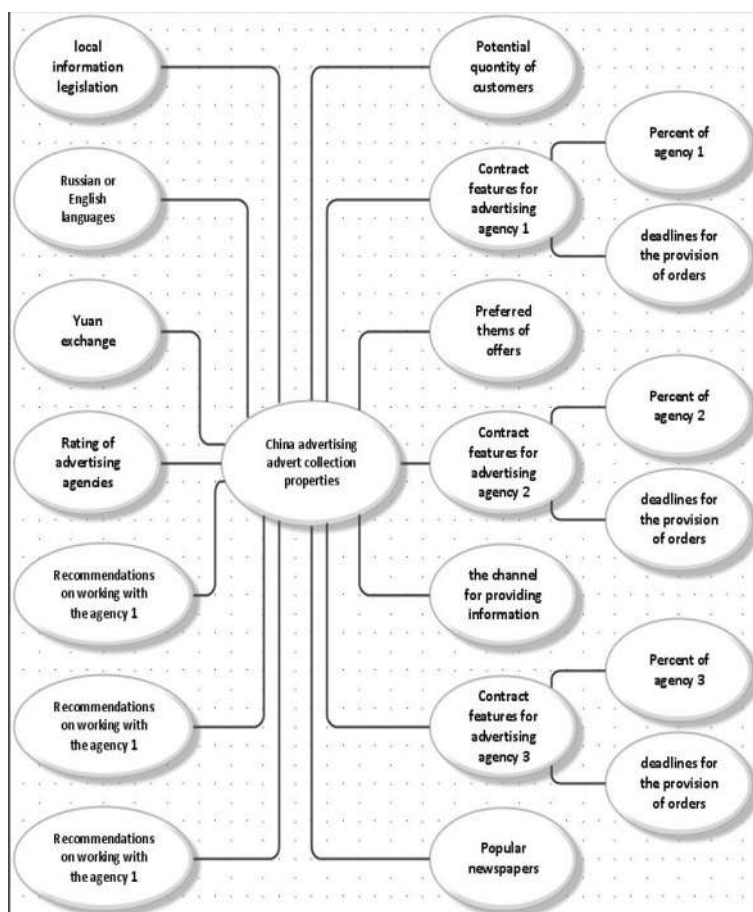 local
information
legislation
Russian or
English
languages
Yuan
exchange
Rating of
advertising
agencies
Recommendations
on working with
the agency 1
Recommendations
on working with
the agency 1
Recommendations
on working with
the agency 1
China advertising
advert collection
properties
Potential
quontity of
customers
Contract
features for
advertising
agency 1
Percent of
agency 1
deadlines for
the provision
of orders
Preferred
thems of
offers
Contract
features for
advertising
agency 2
Percent of
agency 2
deadlines for
the provision
of orders
the channel
for providing
information
Contract
features for
advertising
agency 3
Percent of
agency 3
deadlines for
the provision
of orders
Popular
newspapers